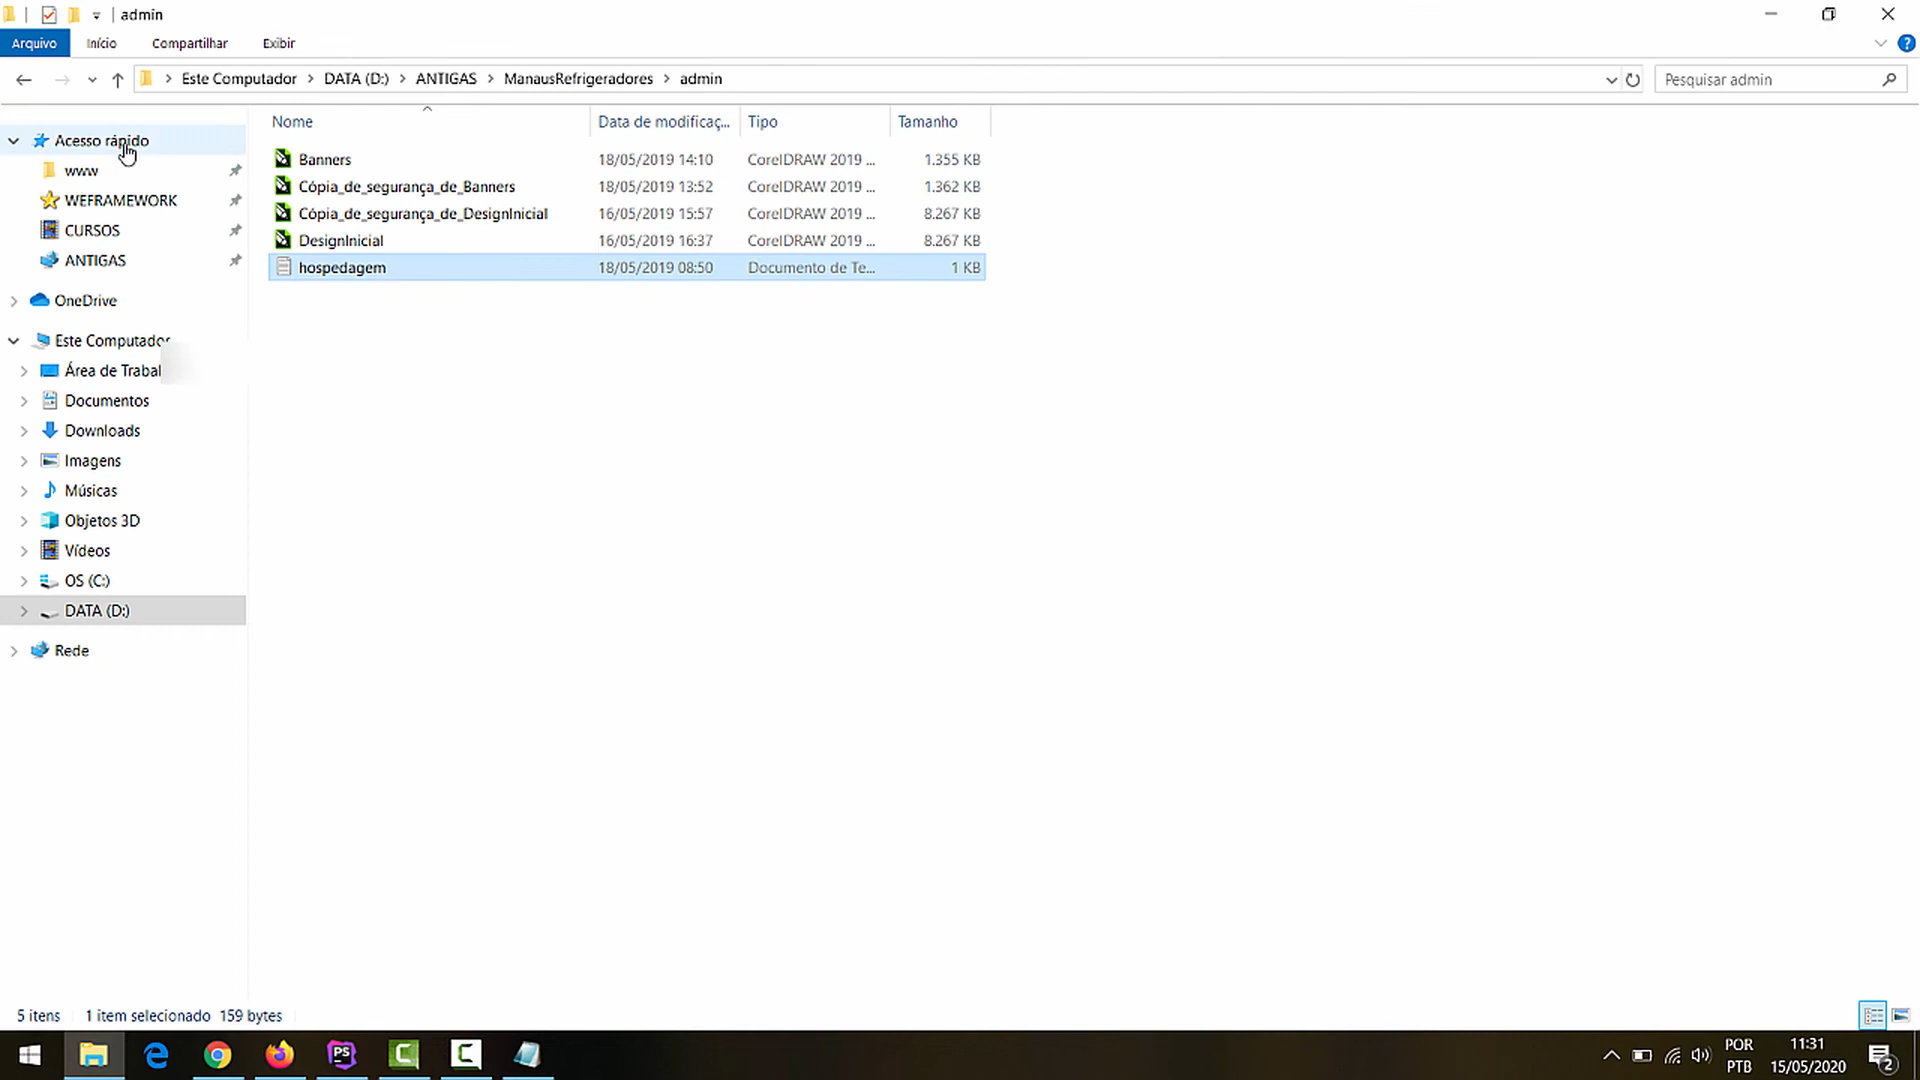 admin
Arquivo Início Compartilhar Exibir
Este Computador DATA (D:) ANTIGAS ManausRefrigeradores admin Pesquisar admin
Nome Data de modificaç... Tipo Tamanho
Acesso rápido
www
WEFRAMEWORK
CURSOS
ANTIGAS
OneDrive
Este Computador
Área de Trabal
Documentos
Downloads
Imagens
Músicas
Objetos 3D
Vídeos
OS (C:)
DATA (D:)
Rede
Banners 18/05/2019 14:10 CorelDRAW 2019 ... 1.355 KB
Cópia_de_segurança_de_Banners 18/05/2019 13:52 CorelDRAW 2019 ... 1.362 KB
Cópia_de_segurança_de_DesignInicial 16/05/2019 15:57 CorelDRAW 2019 ... 8.267 KB
DesignInicial 16/05/2019 16:37 CorelDRAW 2019 ... 8.267 KB
hospedagem 18/05/2019 08:50 Documento de Te... 1 KB
5 itens 1 item selecionado 159 bytes
PS
POR
PTB
11:31
15/05/2020
2